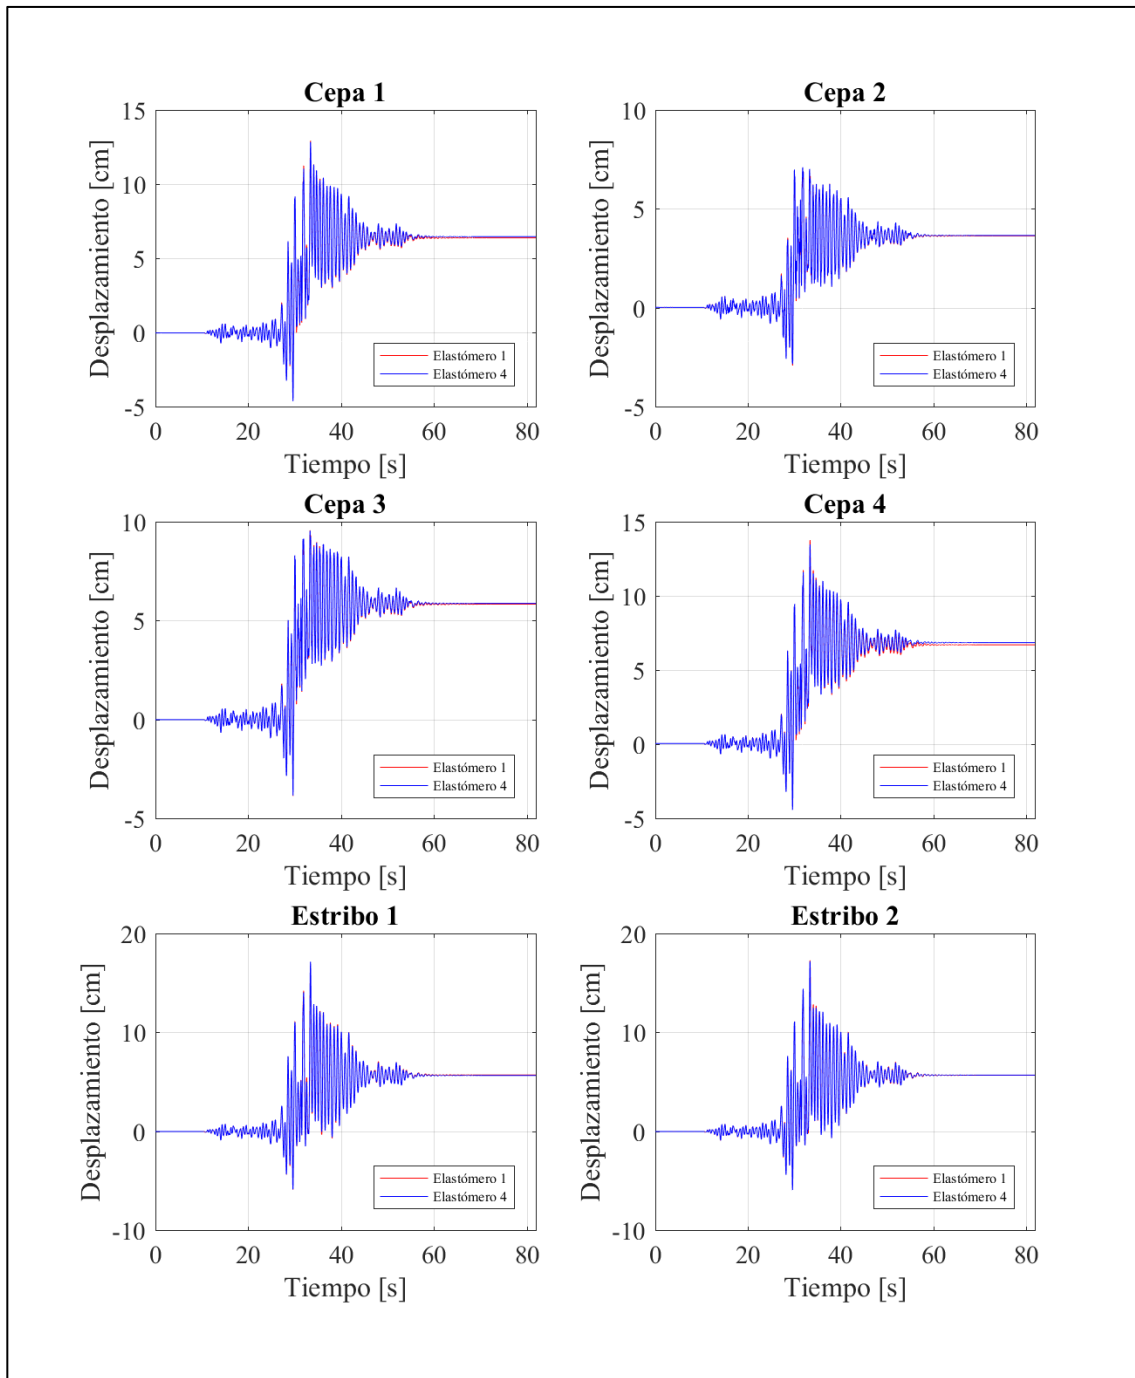 Cepa 1
15
10
5
0
-5
Desplazamiento [cm]
0 20 40 60 80
Tiempo [s]
Elastómero 1
Elastómero 4
Cepa 2
10
5
0
-5
Desplazamiento [cm]
0 20 40 60 80
Tiempo [s]
Elastómero 1
Elastómero 4
Cepa 3
10
5
0
-5
Desplazamiento [cm]
0 20 40 60 80
Tiempo [s]
Elastómero 1
Elastómero 4
Cepa 4
15
10
5
0
-5
Desplazamiento [cm]
0 20 40 60 80
Tiempo [s]
Elastómero 1
Elastómero 4
Estribo 1
20
10
0
-10
Desplazamiento [cm]
0 20 40 60 80
Tiempo [s]
Elastómero 1
Elastómero 4
Estribo 2
20
10
0
-10
Desplazamiento [cm]
0 20 40 60 80
Tiempo [s]
Elastómero 1
Elastómero 4